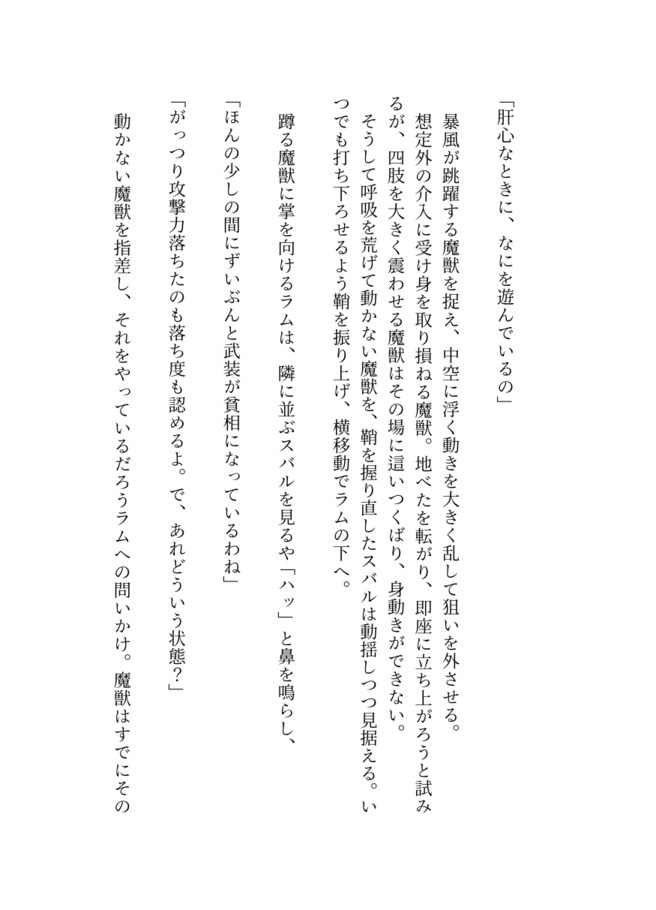 「肝心なときに、なにを遊んでいるの」
暴風が跳躍する魔獣を捉え、中空に浮く動きを大きく乱して狙いを外させる。
想定外の介入に受け身を取り損ねる魔獣。地べたを転がり、即座に立ち上がろうと試み
るが、四肢を大きく震わせる魔獣はその場に這いつくばり、身動きができない。
そうして呼吸を荒げて動かない魔獣を、鞘を握り直したスバルは動揺しつつ見据える。い
つでも打ち下ろせるよう鞘を振り上げ、横移動でラムの下へ。
蹲る魔獣に掌を向けるラムは、隣に並ぶスバルを見るや「ハッ」と鼻を鳴らし、
「ほんの少しの間にずいぶんと武装が貧相になっているわね」
「がっつり攻撃力落ちたのも落ち度も認めるよ。で、あれどういう状態？」
動かない魔獣を指差し、それをやっているだろうラムへの問いかけ。魔獣はすでにその